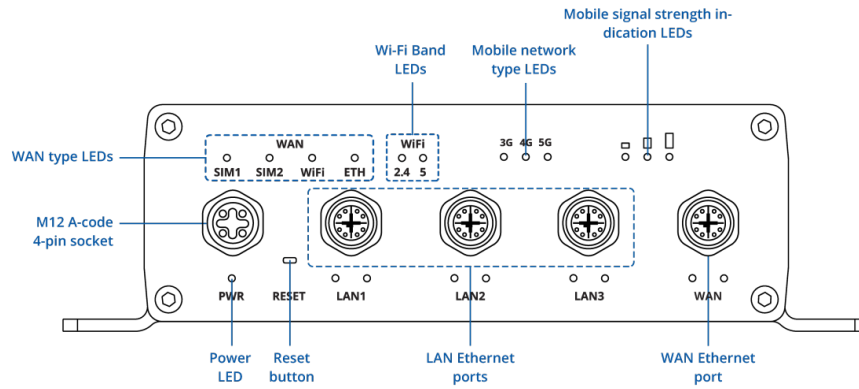 Mobile signal strength in-
dication LEDs
Wi-Fi Band
LEDs
Mobile network
type LEDs
WAN type LEDs
WAN
SIM1 SIM2 WiFi ETH
WiFi
2.4 5
3G 4G 5G
M12 A-code
4-pin socket
PWR RESET LAN1 LAN2 LAN3 WAN
Power
LED
Reset
button
LAN Ethernet
ports
WAN Ethernet
port